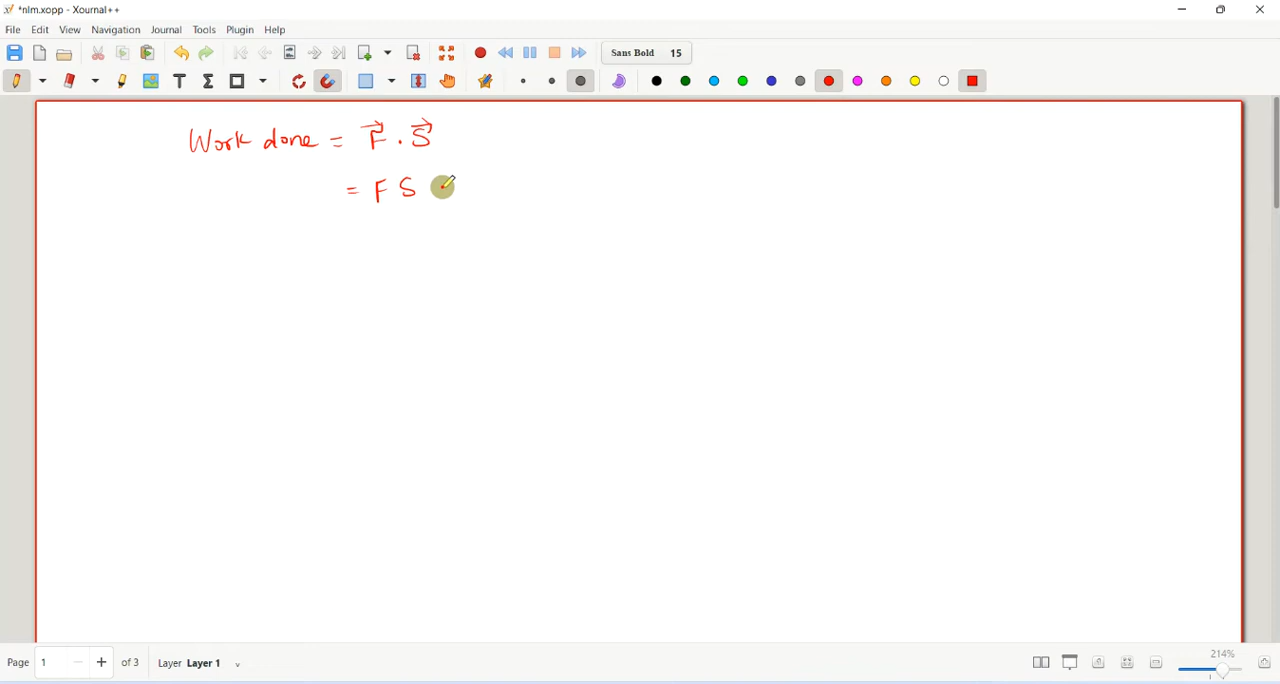 *nlm.xopp - Xournal++
File Edit View Navigation Journal Tools Plugin Help
Sans Bold 15
Work done = F⃗ . S⃗
= F S
Page 1 of 3 Layer Layer 1 214%